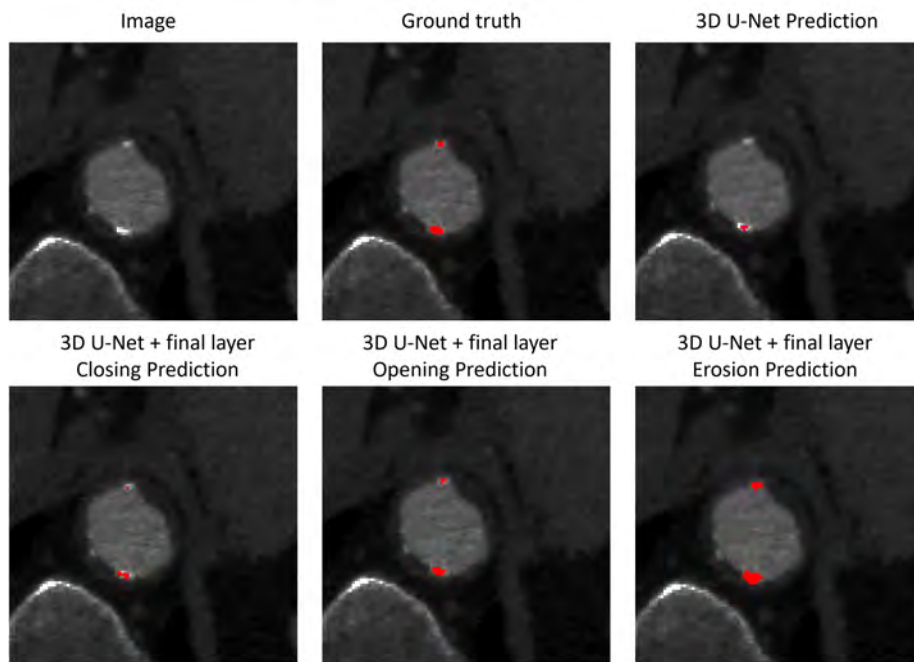 Image
Ground truth
3D U-Net Prediction
3D U-Net + final layer
Closing Prediction
3D U-Net + final layer
Opening Prediction
3D U-Net + final layer
Erosion Prediction